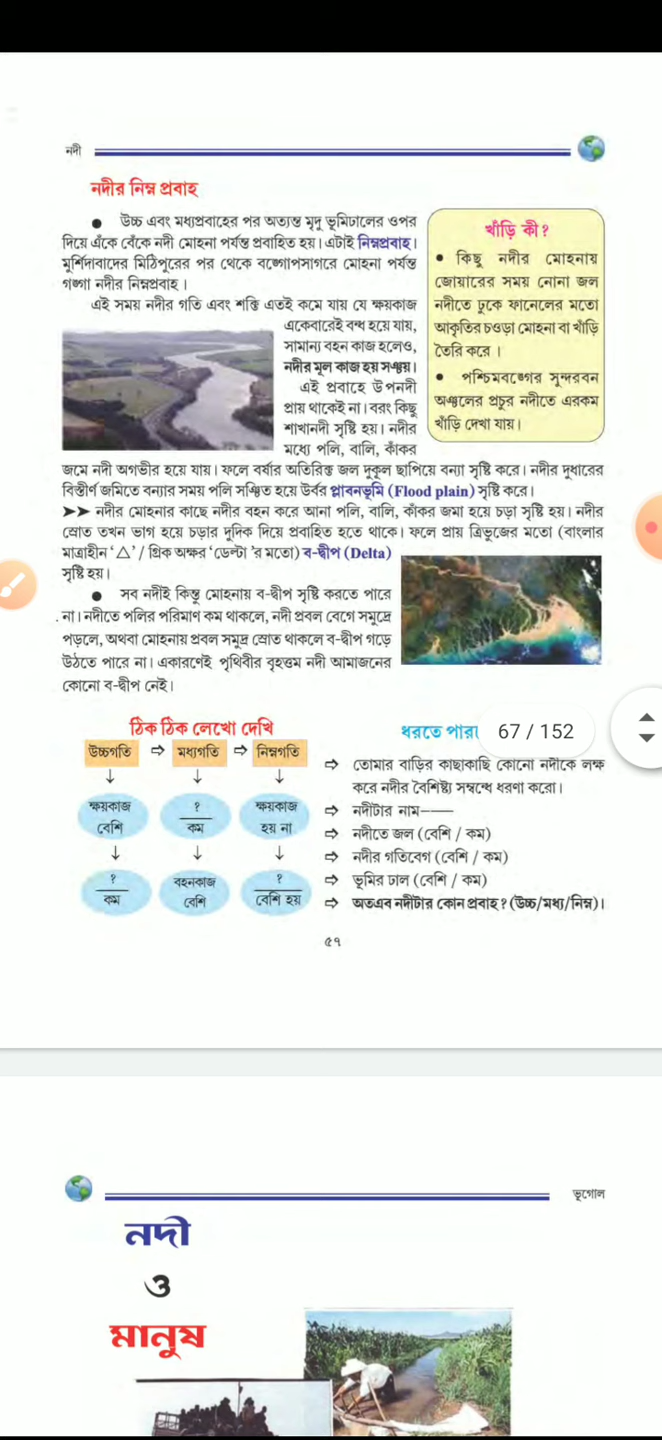 নদী
নদীর নিম্ন প্রবাহ
● উচ্চ এবং মধ্যপ্রবাহের পর অত্যন্ত মৃদু ভূমিঢালের ওপর
দিয়ে এঁকে বেঁকে নদী মোহনা পর্যন্ত প্রবাহিত হয়। এটাই নিম্নপ্রবাহ।
মুর্শিদাবাদের মিঠিপুরের পর থেকে বঙ্গোপসাগরে মোহনা পর্যন্ত
গঙ্গা নদীর নিম্নপ্রবাহ।
এই সময় নদীর গতি এবং শক্তি এতই কমে যায় যে ক্ষয়কাজ
একেবারেই বন্ধ হয়ে যায়,
সামান্য বহন কাজ হলেও,
নদীর মূল কাজ হয় সঞ্চয়।
এই প্রবাহে উপনদী
প্রায় থাকেই না। বরং কিছু
শাখানদী সৃষ্টি হয়। নদীর
মধ্যে পলি, বালি, কাঁকর
জমে নদী অগভীর হয়ে যায়। ফলে বর্ষার অতিরিক্ত জল দুকূল ছাপিয়ে বন্যা সৃষ্টি করে। নদীর দুধারের
বিস্তীর্ণ জমিতে বন্যার সময় পলি সঞ্চিত হয়ে উর্বর প্লাবনভূমি (Flood plain) সৃষ্টি করে।
খাঁড়ি কী?
● কিছু নদীর মোহনায়
জোয়ারের সময় নোনা জল
নদীতে ঢুকে ফানেলের মতো
আকৃতির চওড়া মোহনা বা খাঁড়ি
তৈরি করে ।
● পশ্চিমবঙ্গের সুন্দরবন
অঞ্চলের প্রচুর নদীতে এরকম
খাঁড়ি দেখা যায়।
➤➤ নদীর মোহনার কাছে নদীর বহন করে আনা পলি, বালি, কাঁকর জমা হয়ে চড়া সৃষ্টি হয়। নদীর
স্রোত তখন ভাগ হয়ে চড়ার দুদিক দিয়ে প্রবাহিত হতে থাকে। ফলে প্রায় ত্রিভুজের মতো (বাংলার
মাত্রাহীন ‘△’ / গ্রিক অক্ষর ‘ডেল্টা ’র মতো) ব-দ্বীপ (Delta)
সৃষ্টি হয়।
● সব নদীই কিন্তু মোহনায় ব-দ্বীপ সৃষ্টি করতে পারে
না। নদীতে পলির পরিমাণ কম থাকলে, নদী প্রবল বেগে সমুদ্রে
পড়লে, অথবা মোহনায় প্রবল সমুদ্র স্রোত থাকলে ব-দ্বীপ গড়ে
উঠতে পারে না। একারণেই পৃথিবীর বৃহত্তম নদী আমাজনের
কোনো ব-দ্বীপ নেই।
ঠিক ঠিক লেখো দেখি
উচ্চগতি ⇨ মধ্যগতি ⇨ নিম্নগতি
↓ ↓ ↓
ক্ষয়কাজ ? ক্ষয়কাজ
বেশি কম হয় না
↓ ↓ ↓
? বহনকাজ ?
কম বেশি বেশি হয়
ধরতে
67 / 152
⇨ তোমার বাড়ির কাছাকাছি কোনো নদীকে লক্ষ
করে নদীর বৈশিষ্ট্য সম্বন্ধে ধরণা করো।
⇨ নদীটার নাম———
⇨ নদীতে জল (বেশি / কম)
⇨ নদীর গতিবেগ (বেশি / কম)
⇨ ভূমির ঢাল (বেশি / কম)
⇨ অতএব নদীটার কোন প্রবাহ? (উচ্চ/মধ্য/নিম্ন)।
৫৭
ভূগোল
নদী
ও
মানুষ